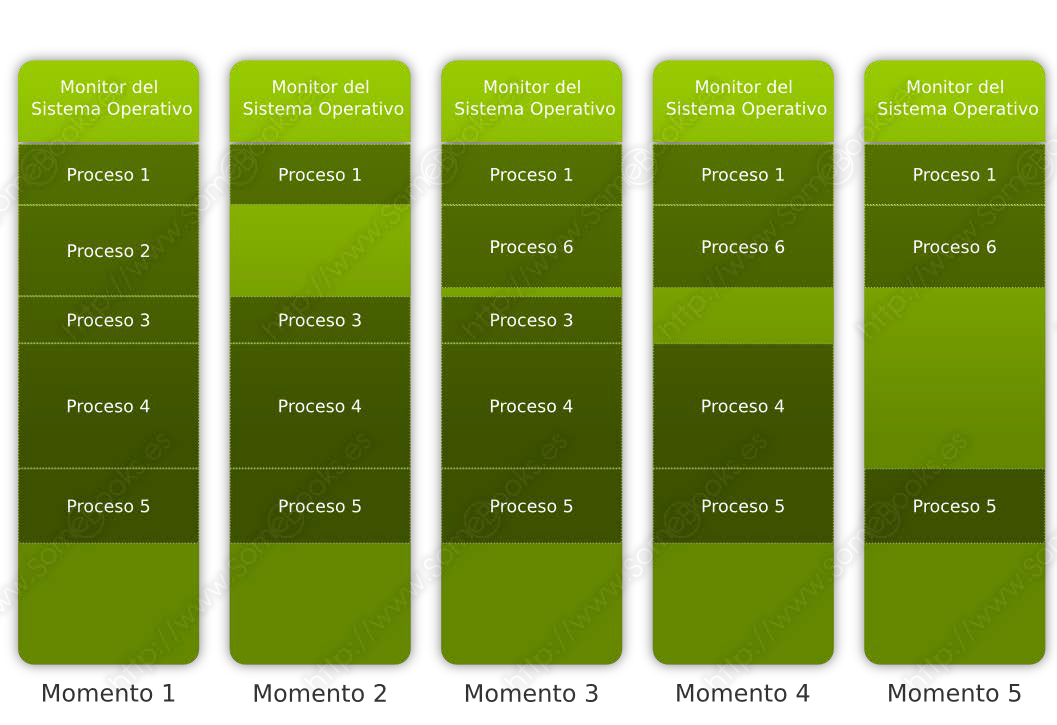 Monitor del
Sistema Operativo
Proceso 1
Proceso 2
Proceso 3
Proceso 4
Proceso 5
Momento 1
Monitor del
Sistema Operativo
Proceso 1
Proceso 3
Proceso 4
Proceso 5
Momento 2
Monitor del
Sistema Operativo
Proceso 1
Proceso 6
Proceso 3
Proceso 4
Proceso 5
Momento 3
Monitor del
Sistema Operativo
Proceso 1
Proceso 6
Proceso 4
Proceso 5
Momento 4
Monitor del
Sistema Operativo
Proceso 1
Proceso 6
Proceso 5
Momento 5
http://www.SomeBooks.es